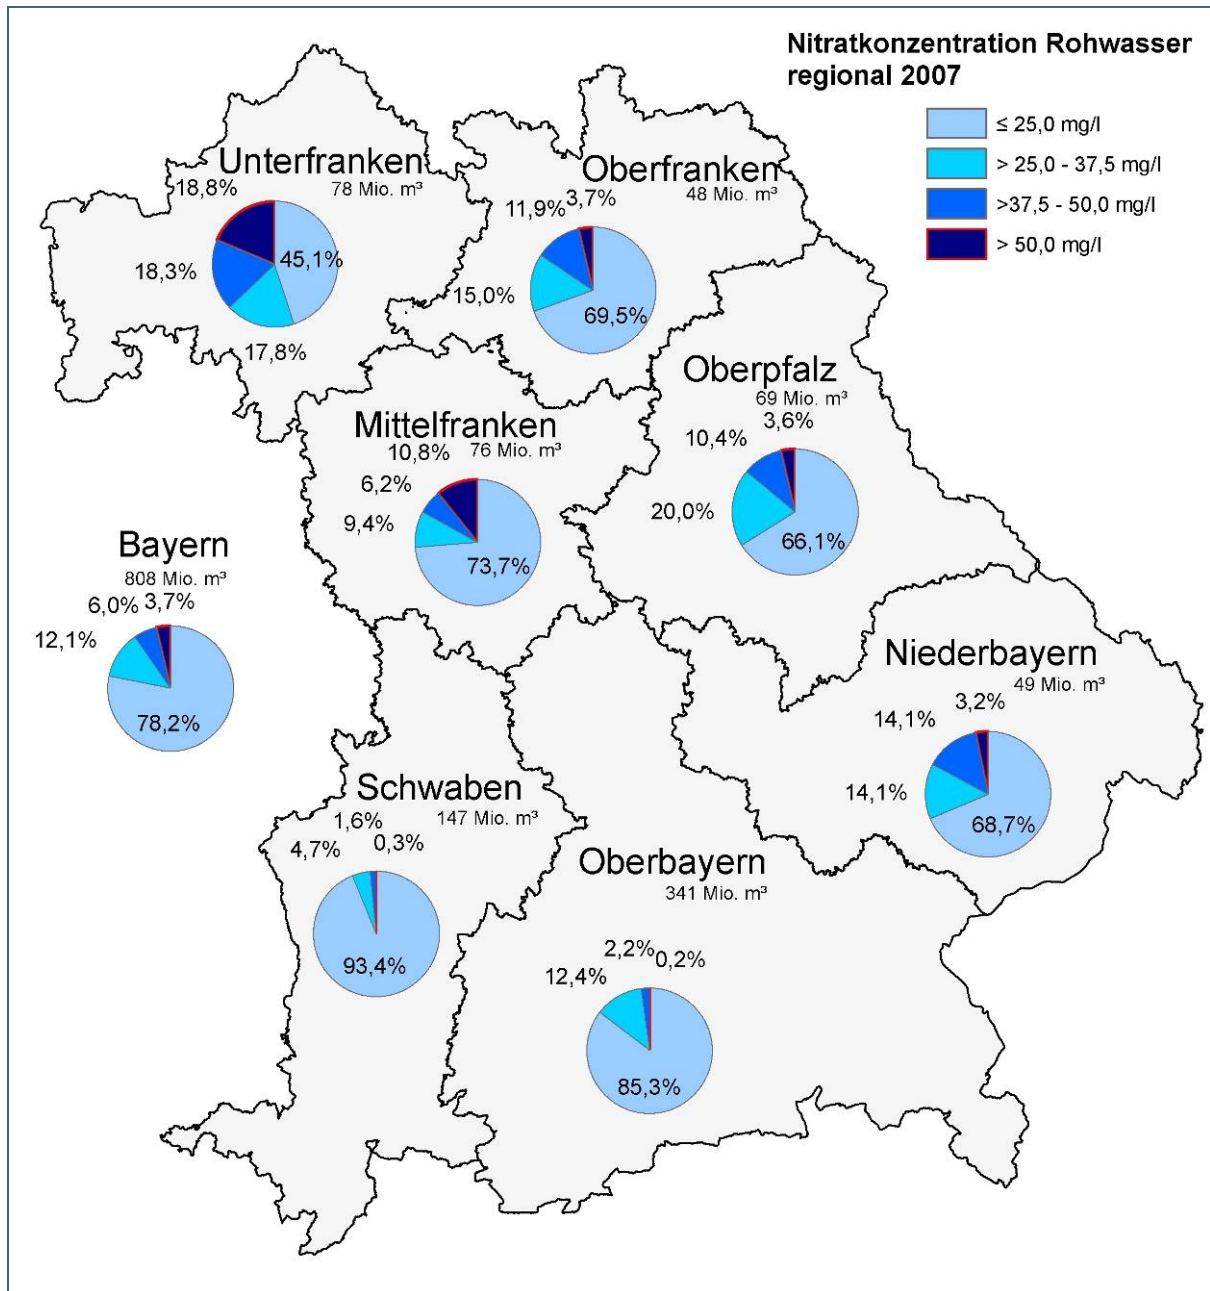 Nitratkonzentration Rohwasser
regional 2007
≤ 25,0 mg/l
> 25,0 - 37,5 mg/l
>37,5 - 50,0 mg/l
> 50,0 mg/l
Unterfranken
78 Mio. m³
18,8%
45,1%
18,3%
17,8%
Oberfranken
48 Mio. m³
11,9%
3,7%
15,0%
69,5%
Oberpfalz
69 Mio. m³
3,6%
10,4%
20,0%
66,1%
Mittelfranken
76 Mio. m³
10,8%
6,2%
9,4%
73,7%
Bayern
808 Mio. m³
6,0%
3,7%
12,1%
78,2%
Niederbayern
49 Mio. m³
3,2%
14,1%
14,1%
68,7%
Schwaben
147 Mio. m³
1,6%
4,7%
0,3%
93,4%
Oberbayern
341 Mio. m³
2,2%
0,2%
12,4%
85,3%